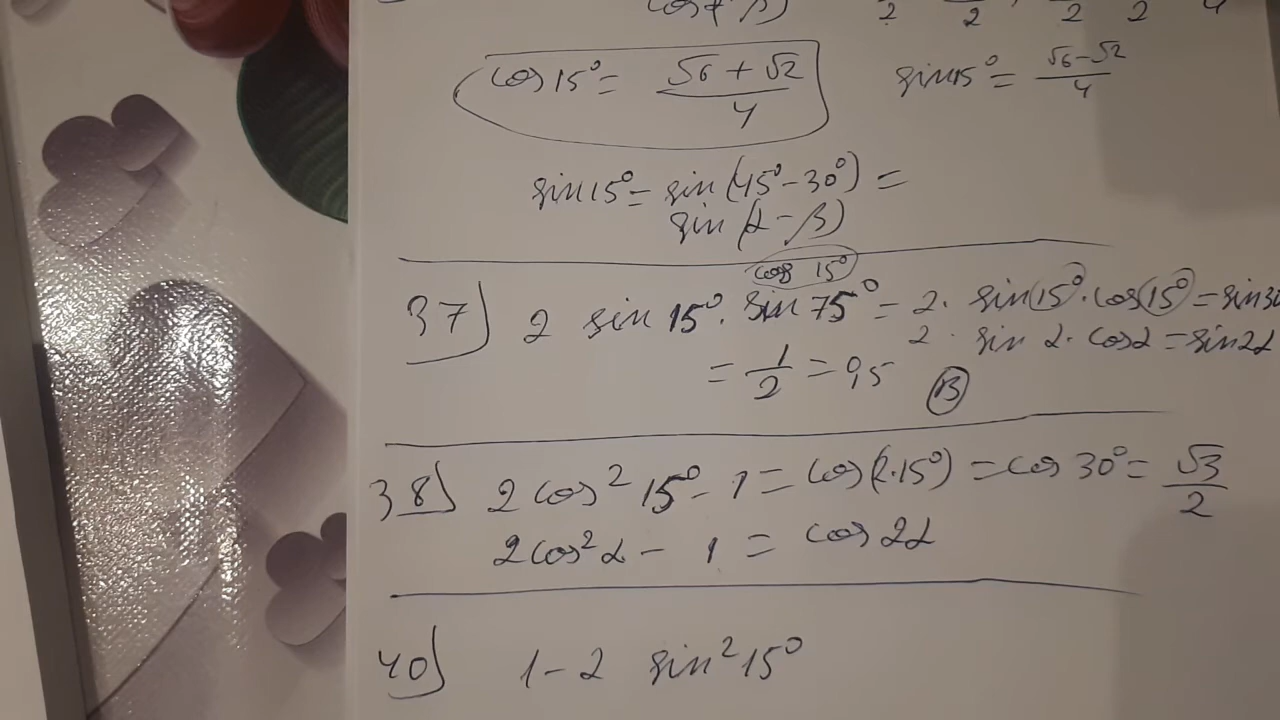 cos 15° = √6 + √2 / 4 sin 15° = √6 - √2 / 4
sin 15° = sin (45° - 30°) =
sin (α - β)
cos 15°
37) 2 sin 15° · sin 75° = 2 · sin 15° · cos 15° = sin 30
2 · sin α · cos α = sin 2α
= 1/2 = 0,5 B
38) 2 cos² 15° - 1 = cos (2·15°) = cos 30° = √3 / 2
2 cos² α - 1 = cos 2α
40) 1 - 2 sin² 15°